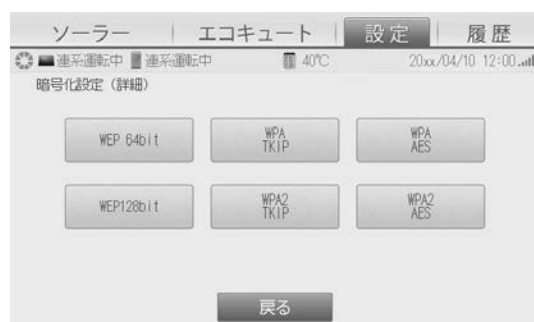 ソーラー エコキュート 設定 履歴
連系運転中 連系運転中 40℃ 20xx/04/10 12:00
暗号化設定（詳細）
WEP 64bit
WPA
TKIP
WPA
AES
WEP128bit
WPA2
TKIP
WPA2
AES
戻る